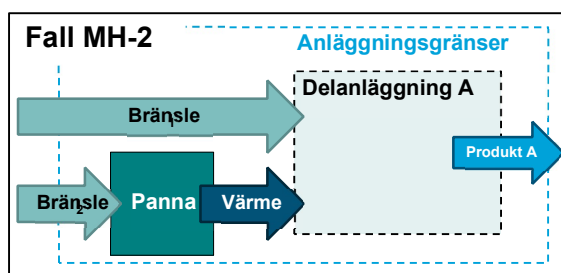 Fall MH-2
Anläggningsgränser
Delanläggning A
Bränsle1
Produkt A
Bränsle2
Panna
Värme